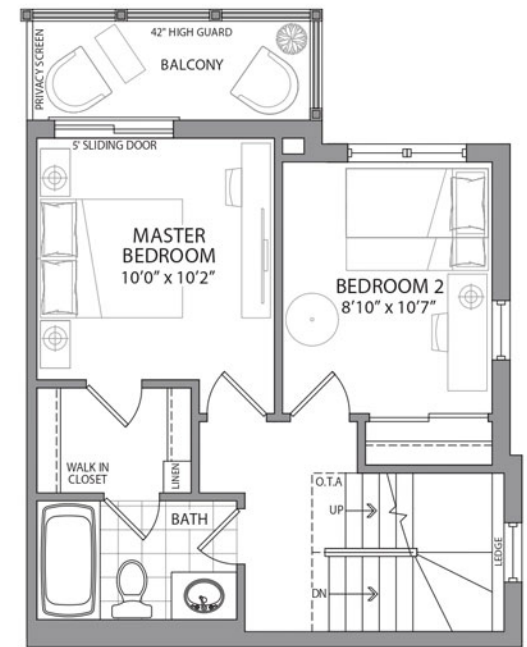 42" HIGH GUARD
PRIVACY SCREEN
BALCONY
5' SLIDING DOOR
MASTER
BEDROOM
10'0" x 10'2"
BEDROOM 2
8'10" x 10'7"
WALK IN
CLOSET
LINEN
BATH
O.T.A
UP
DN
LEDGE